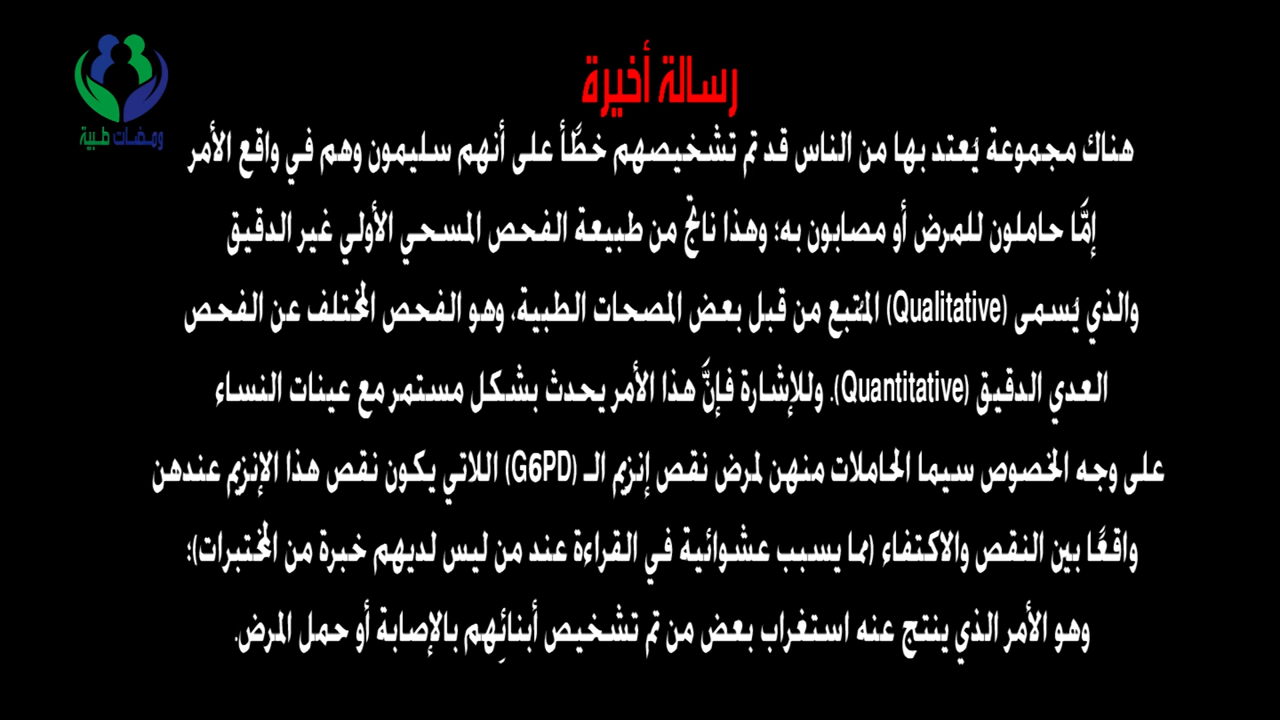 ومضات طبية
رسالة أخيرة
هناك مجموعة يُعتد بها من الناس قد تم تشخيصهم خطًأ على أنهم سليمون وهم في واقع الأمر
إمَّا حاملون للمرض أو مصابون به؛ وهذا ناتج من طبيعة الفحص المسحي الأولي غير الدقيق
والذي يُسمى (Qualitative) المُتبع من قبل بعض المصحات الطبية، وهو الفحص المختلف عن الفحص
العدي الدقيق (Quantitative). وللإشارة فإنَّ هذا الأمر يحدث بشكل مستمر مع عينات النساء
على وجه الخصوص سيما الحاملات منهن لمرض نقص إنزيم الـ (G6PD) اللاتي يكون نقص هذا الإنزيم عندهن
واقعًا بين النقص والاكتفاء (مما يسبب عشوائية في القراءة عند من ليس لديهم خبرة من المختبرات)؛
وهو الأمر الذي ينتج عنه استغراب بعض من تم تشخيص أبنائِهم بالإصابة أو حمل المرض.